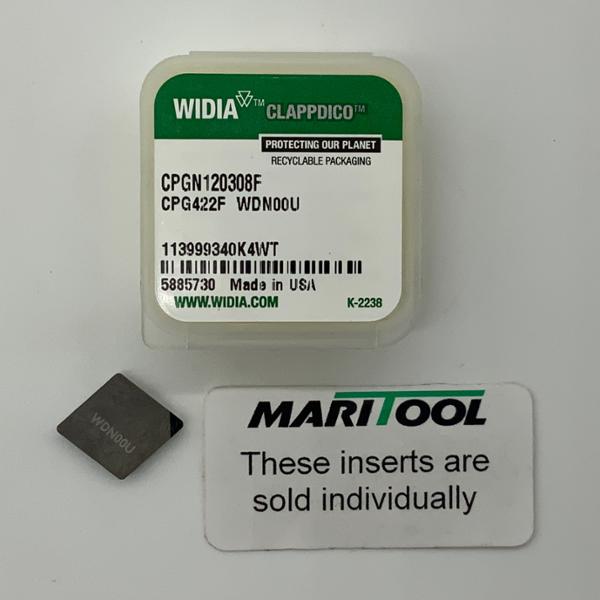 WIDIA™ CLAPPDICO™
PROTECTING OUR PLANET
RECYCLABLE PACKAGING
CPGN120308F
CPG422F WDN00U
113999340K4WT
5885730 Made in USA
WWW.WIDIA.COM K-2238
WDN00U
MARITOOL
These inserts are
sold individually